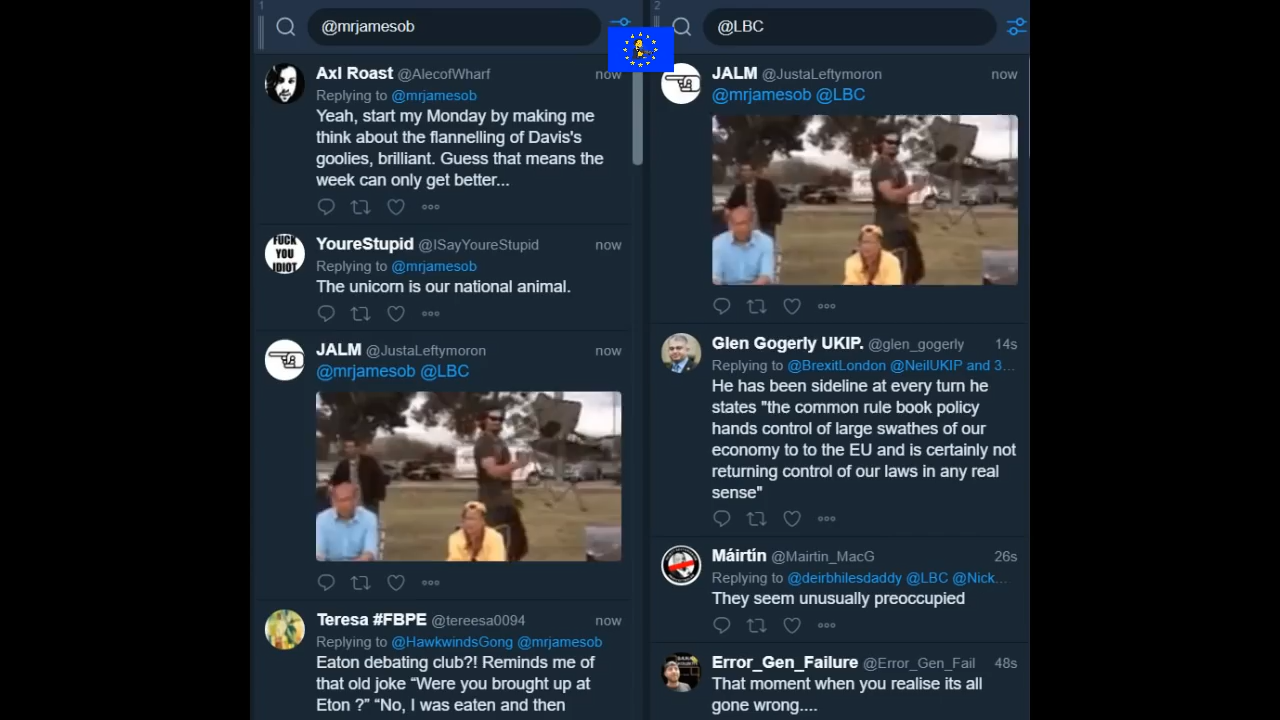 1
@mrjamesob
Axl Roast @AlecofWharf now
Replying to @mrjamesob
Yeah, start my Monday by making me
think about the flannelling of Davis's
goolies, brilliant. Guess that means the
week can only get better...
FUCK
YOU
IDIOT
YoureStupid @ISayYoureStupid now
Replying to @mrjamesob
The unicorn is our national animal.
JALM @JustaLeftymoron now
@mrjamesob @LBC
Teresa #FBPE @tereesa0094 now
Replying to @HawkwindsGong @mrjamesob
Eaton debating club?! Reminds me of
that old joke “Were you brought up at
Eton ?” “No, I was eaten and then
2
@LBC
JALM @JustaLeftymoron now
@mrjamesob @LBC
Glen Gogerly UKIP. @glen_gogerly 14s
Replying to @BrexitLondon @NeilUKIP and 3...
He has been sideline at every turn he
states "the common rule book policy
hands control of large swathes of our
economy to to the EU and is certainly not
returning control of our laws in any real
sense"
Máirtín @Mairtin_MacG 26s
Replying to @deirbhilesdaddy @LBC @Nick...
They seem unusually preoccupied
Error_Gen_Failure @Error_Gen_Fail 48s
That moment when you realise its all
gone wrong....